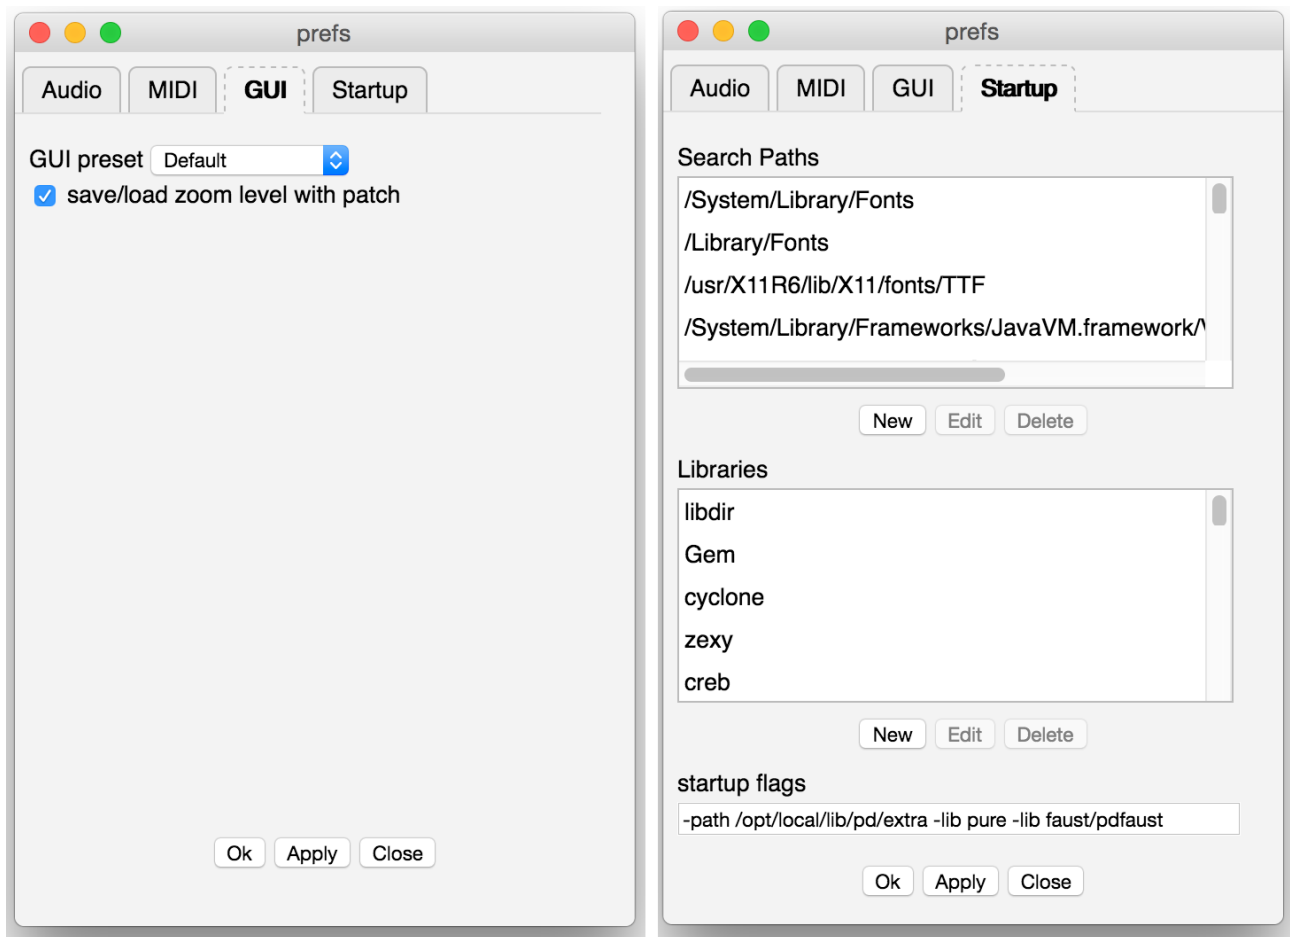 prefs
Audio MIDI GUI Startup
GUI preset Default
save/load zoom level with patch
Ok Apply Close
prefs
Audio MIDI GUI Startup
Search Paths
/System/Library/Fonts
/Library/Fonts
/usr/X11R6/lib/X11/fonts/TTF
/System/Library/Frameworks/JavaVM.framework/
New Edit Delete
Libraries
libdir
Gem
cyclone
zexy
creb
New Edit Delete
startup flags
-path /opt/local/lib/pd/extra -lib pure -lib faust/pdfaust
Ok Apply Close